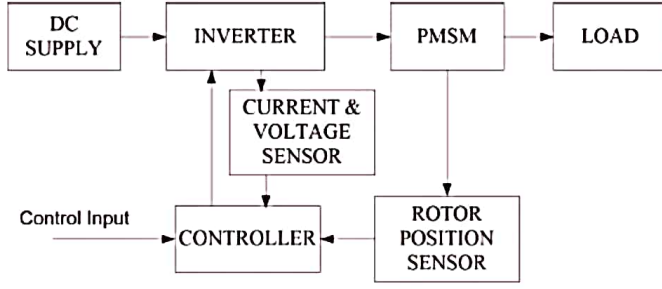 DC
SUPPLY
INVERTER
PMSM
LOAD
CURRENT &
VOLTAGE
SENSOR
Control Input
CONTROLLER
ROTOR
POSITION
SENSOR